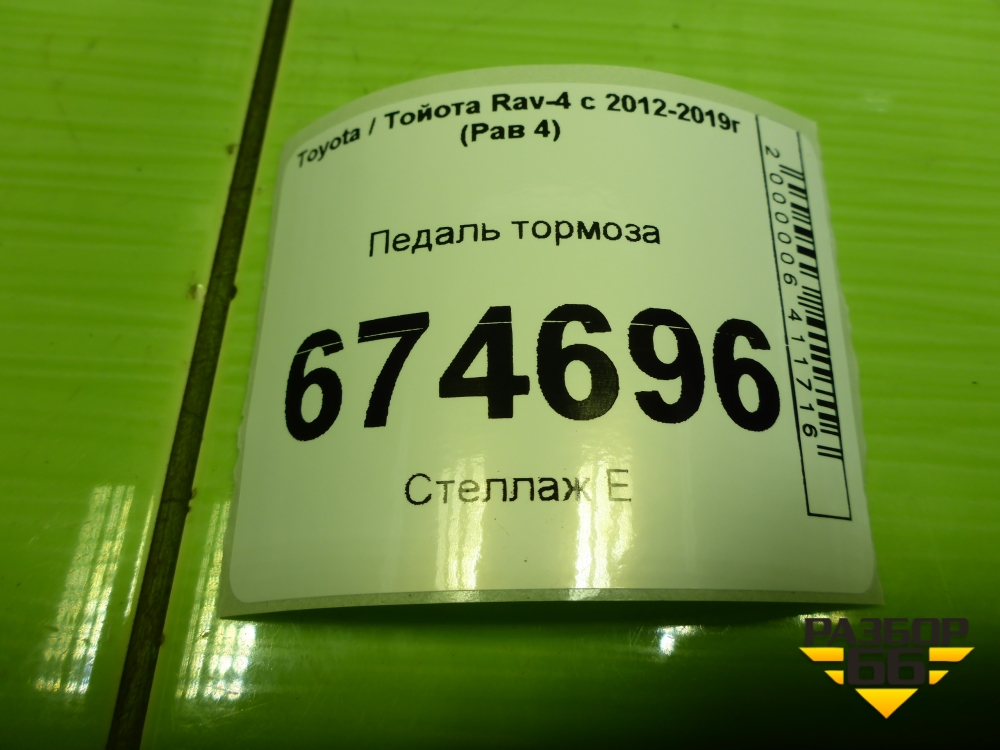 Toyota / Тойота Rav-4 с 2012-2019г
(Рав 4)
Педаль тормоза
674696
Стеллаж Е
2000006411716
РАЗБОР
66